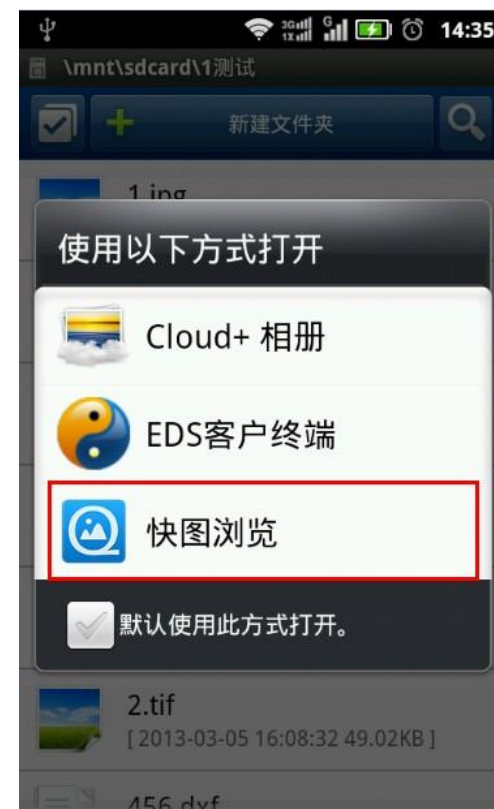 3G
1X
G
14:35
\mnt\sdcard\1测试
新建文件夹
1.jpg
使用以下方式打开
Cloud+ 相册
EDS客户终端
快图浏览
默认使用此方式打开。
2.tif
[ 2013-03-05 16:08:32 49.02KB ]
456.dxf